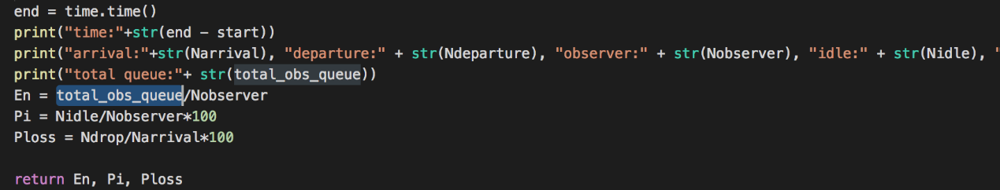 end = time.time()
print("time:"+str(end - start))
print("arrival:"+str(Narrival), "departure:" + str(Ndeparture), "observer:" + str(Nobserver), "idle:" + str(Nidle), "
print("total queue:"+ str(total_obs_queue))
En = total_obs_queue/Nobserver
Pi = Nidle/Nobserver*100
Ploss = Ndrop/Narrival*100
return En, Pi, Ploss